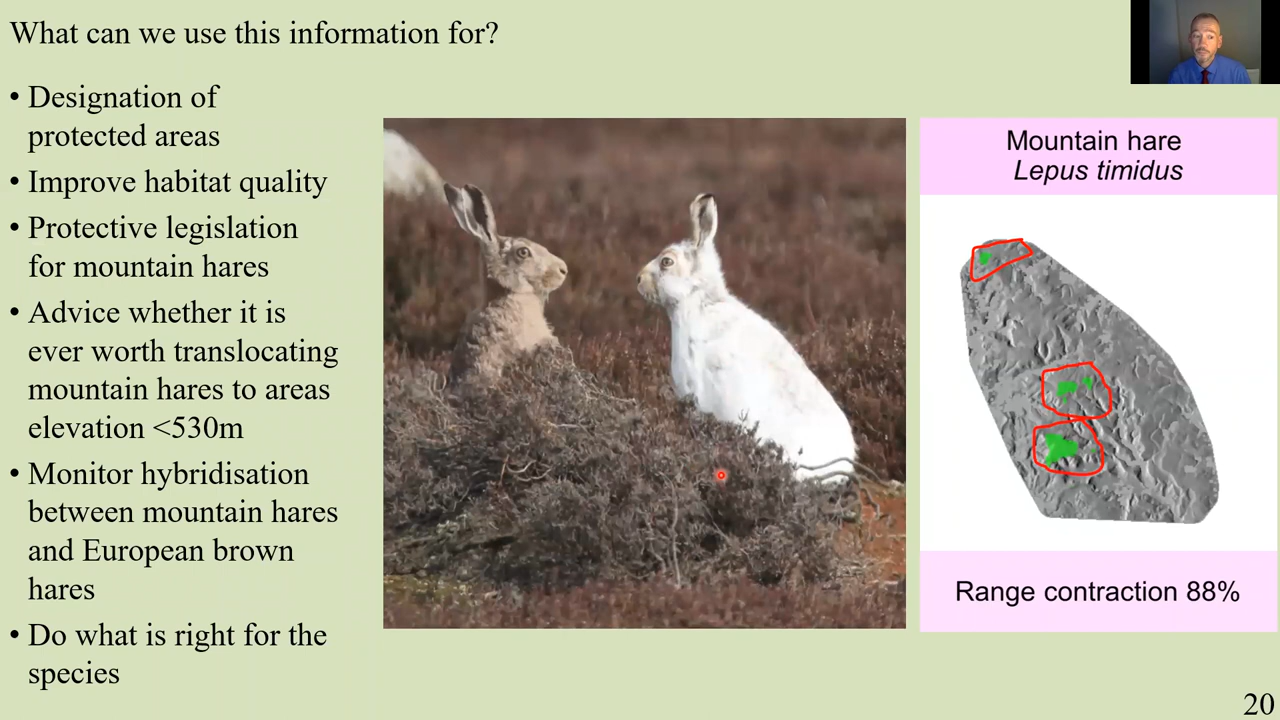 What can we use this information for?
• Designation of
protected areas
• Improve habitat quality
• Protective legislation
for mountain hares
• Advice whether it is
ever worth translocating
mountain hares to areas
elevation <530m
• Monitor hybridisation
between mountain hares
and European brown
hares
• Do what is right for the
species
Mountain hare
Lepus timidus
Range contraction 88%
20